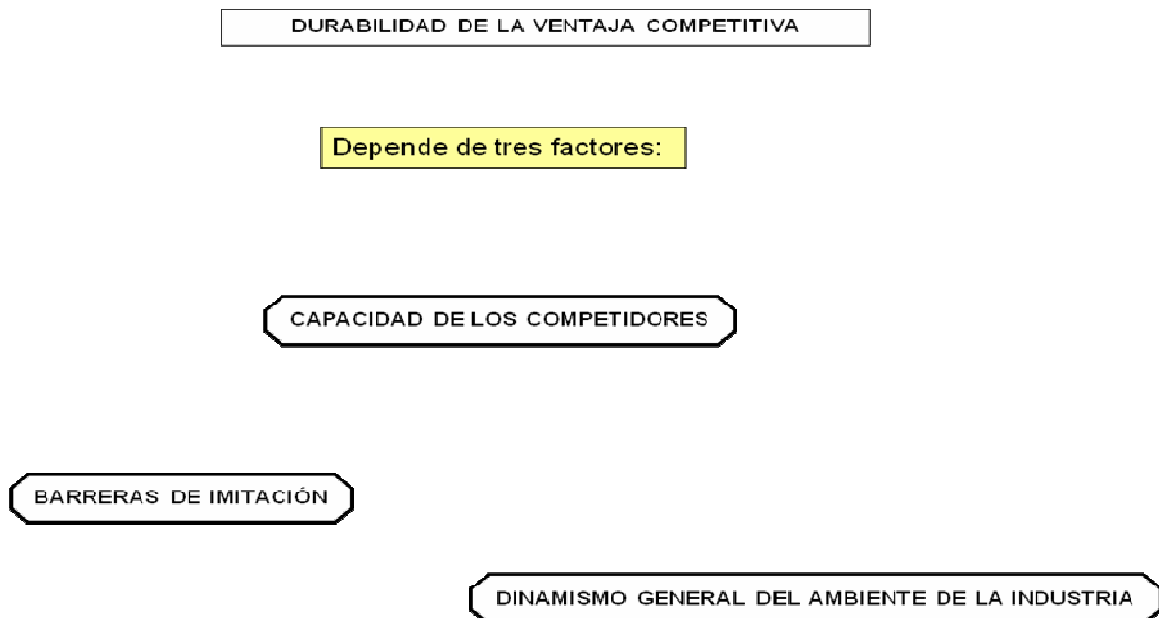 DURABILIDAD DE LA VENTAJA COMPETITIVA
Depende de tres factores:
CAPACIDAD DE LOS COMPETIDORES
BARRERAS DE IMITACIÓN
DINAMISMO GENERAL DEL AMBIENTE DE LA INDUSTRIA